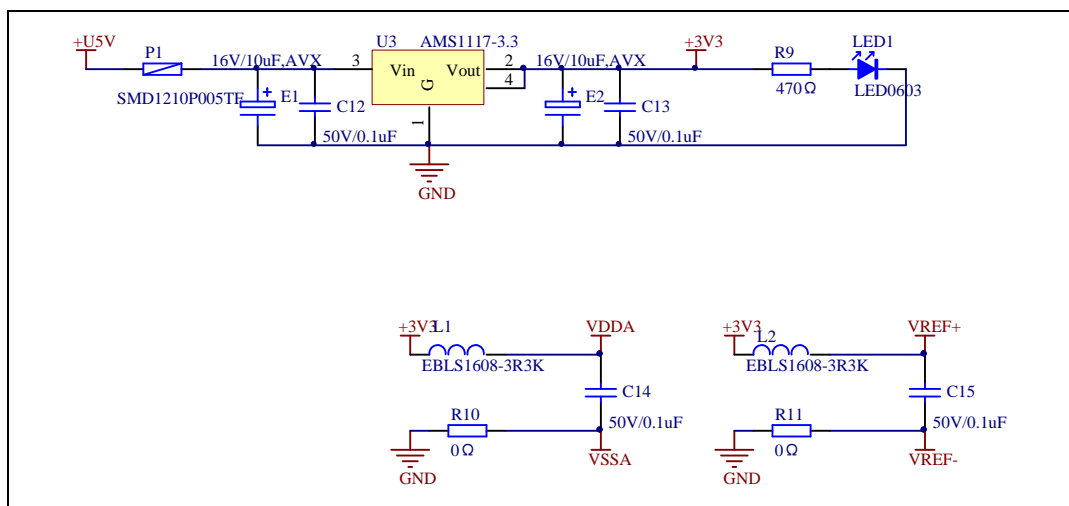 +U5V
P1
SMD1210P005TF
16V/10uF,AVX
E1
C12
50V/0.1uF
U3
AMS1117-3.3
3
Vin
Vout
2
4
G
1
GND
16V/10uF,AVX
E2
C13
50V/0.1uF
+3V3
R9
470Ω
LED1
LED0603
+3V3
L1
EBLS1608-3R3K
VDDA
C14
50V/0.1uF
R10
0Ω
GND
VSSA
+3V3
L2
EBLS1608-3R3K
VREF+
C15
50V/0.1uF
R11
0Ω
GND
VREF-